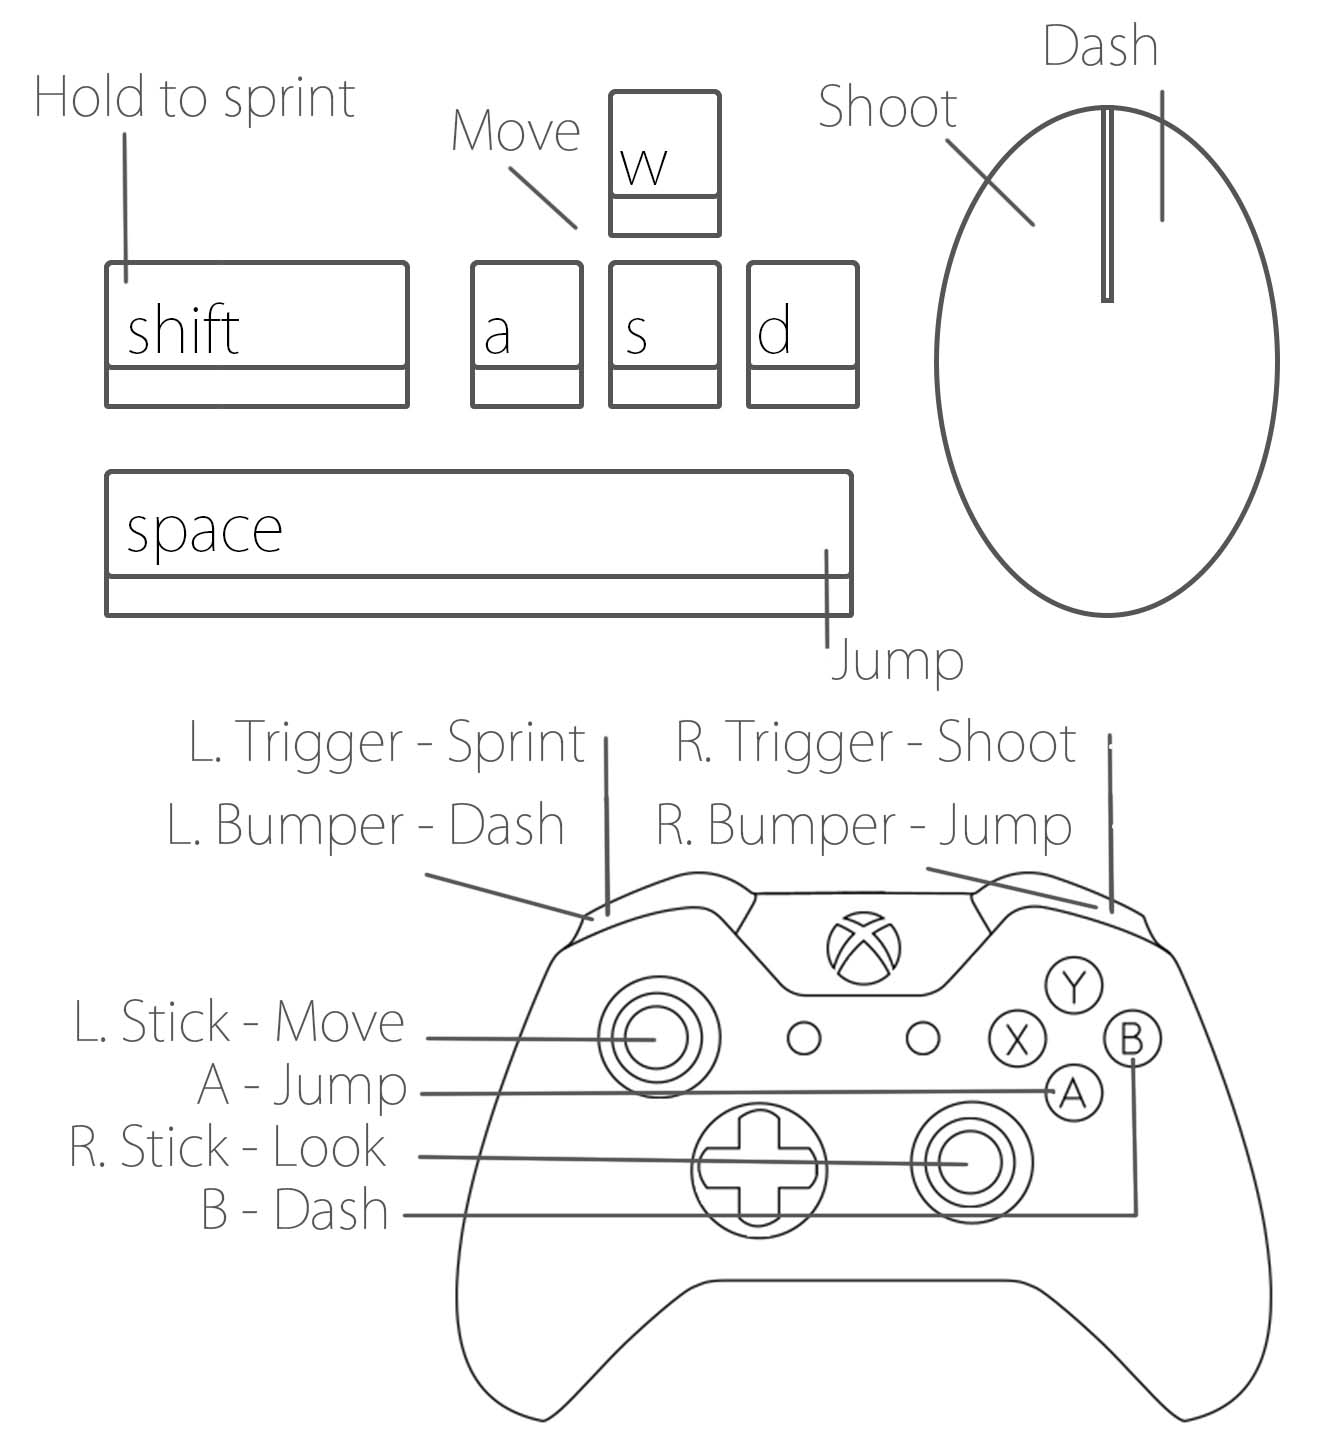 Dash
Hold to sprint
Shoot
Move
w
shift
a
s
d
space
Jump
L. Trigger - Sprint
R. Trigger - Shoot
L. Bumper - Dash
R. Bumper - Jump
Y
L. Stick - Move
X
B
A - Jump
A
R. Stick - Look
B - Dash